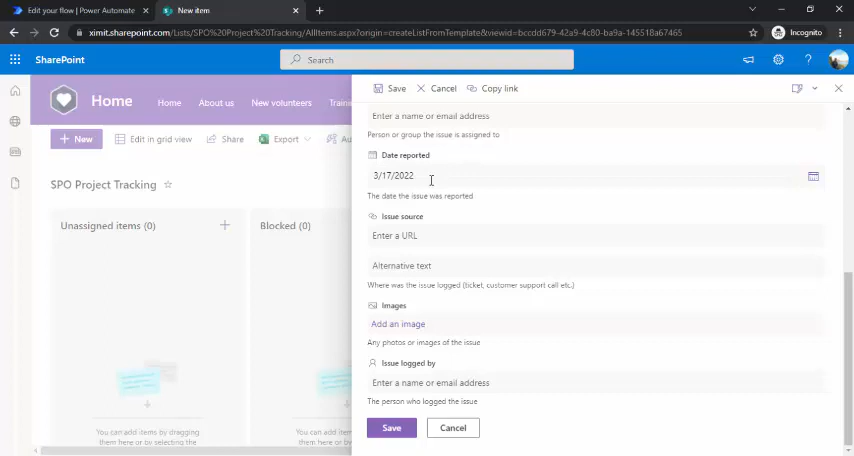 Edit your flow | Power Automate
New item
ximit.sharepoint.com/Lists/SPO%20Project%20Tracking/AllItems.aspx?origin=createListFromTemplate&viewid=bccdd679-42a9-4c80-ba9a-145518a67465
Incognito
SharePoint
Search
Save
Cancel
Copy link
Home
Home
About us
New volunteers
Trainin
New
Edit in grid view
Share
Export
Au
SPO Project Tracking
Unassigned items (0)
Blocked (0)
You can add items by dragging
them here or by selecting the
You can add items
them here or by
Enter a name or email address
Person or group the issue is assigned to
Date reported
3/17/2022
The date the issue was reported
Issue source
Enter a URL
Alternative text
Where was the issue logged (ticket, customer support call etc.)
Images
Add an image
Any photos or images of the issue
Issue logged by
Enter a name or email address
The person who logged the issue
Save
Cancel